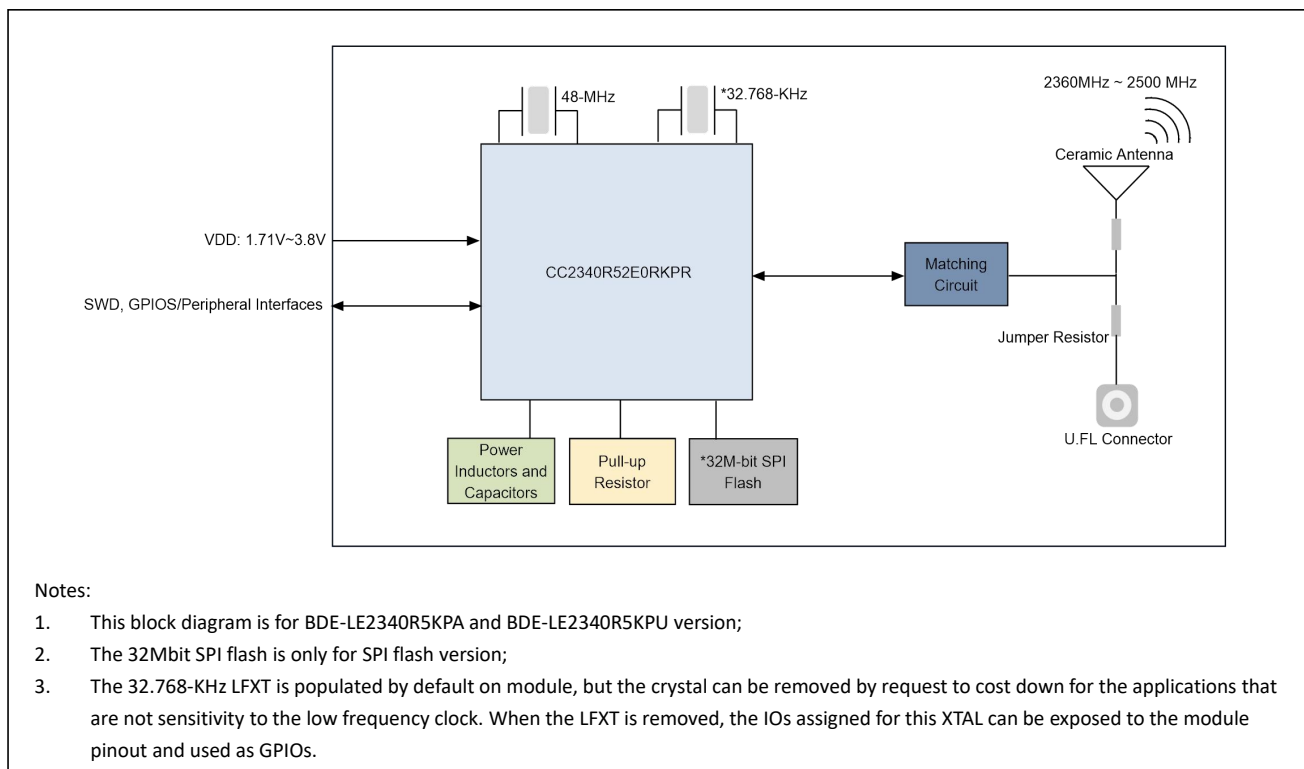 48-MHz
*32.768-KHz
2360MHz ~ 2500 MHz
Ceramic Antenna
VDD: 1.71V~3.8V
CC2340R52E0RKPR
Matching
Circuit
SWD, GPIOS/Peripheral Interfaces
Jumper Resistor
U.FL Connector
Power
Inductors and
Capacitors
Pull-up
Resistor
*32M-bit SPI
Flash
Notes:
1. This block diagram is for BDE-LE2340R5KPA and BDE-LE2340R5KPU version;
2. The 32Mbit SPI flash is only for SPI flash version;
3. The 32.768-KHz LFXT is populated by default on module, but the crystal can be removed by request to cost down for the applications that
are not sensitivity to the low frequency clock. When the LFXT is removed, the IOs assigned for this XTAL can be exposed to the module
pinout and used as GPIOs.